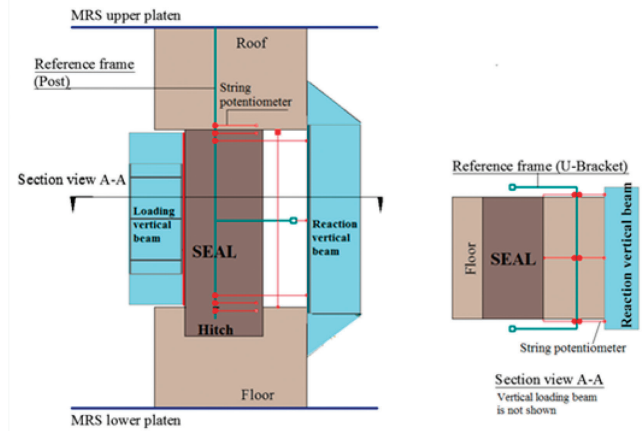 MRS upper platen
Roof
Reference frame
(Post)
String
potentiometer
Section view A-A
Loading
vertical
beam
SEAL
Reaction
vertical
beam
Hitch
Floor
MRS lower platen
Reference frame (U-Bracket)
Floor
SEAL
Reaction vertical beam
String potentiometer
Section view A-A
Vertical loading beam
is not shown